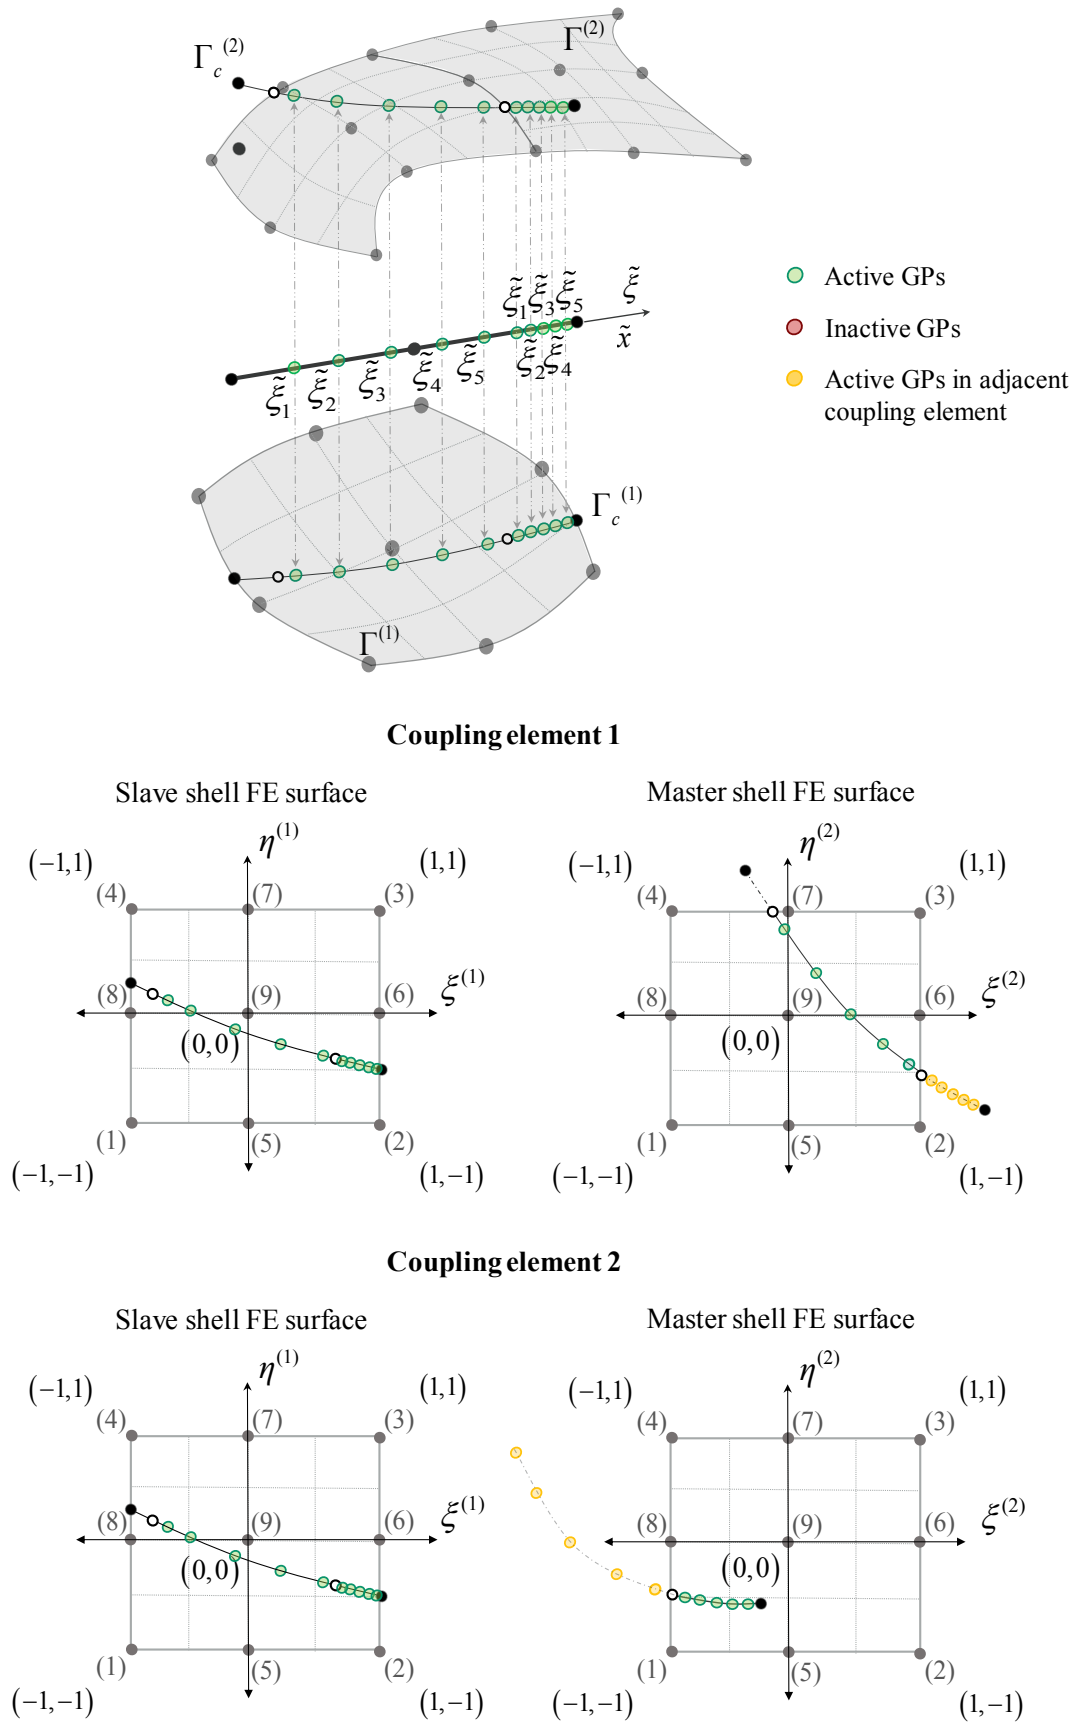 Γc(2)
Γ(2)
ξ̃1 ξ̃3 ξ̃5 ξ̃
x̃
ξ̃1 ξ̃2 ξ̃3 ξ̃4 ξ̃5 ξ̃2 ξ̃4
Active GPs
Inactive GPs
Active GPs in adjacent
coupling element
Γc(1)
Γ(1)
Coupling element 1
Slave shell FE surface Master shell FE surface
(−1,1) η(1) (1,1) (−1,1) η(2) (1,1)
(4) (7) (3) (4) (7) (3)
(8) (9) (6) ξ(1) (8) (9) (6) ξ(2)
(0,0) (0,0)
(1) (5) (2) (1) (5) (2)
(−1,−1) (1,−1) (−1,−1) (1,−1)
Coupling element 2
Slave shell FE surface Master shell FE surface
(−1,1) η(1) (1,1) (−1,1) η(2) (1,1)
(4) (7) (3) (4) (7) (3)
(8) (9) (6) ξ(1) (8) (9) (6) ξ(2)
(0,0) (0,0)
(1) (5) (2) (1) (5) (2)
(−1,−1) (1,−1) (−1,−1) (1,−1)